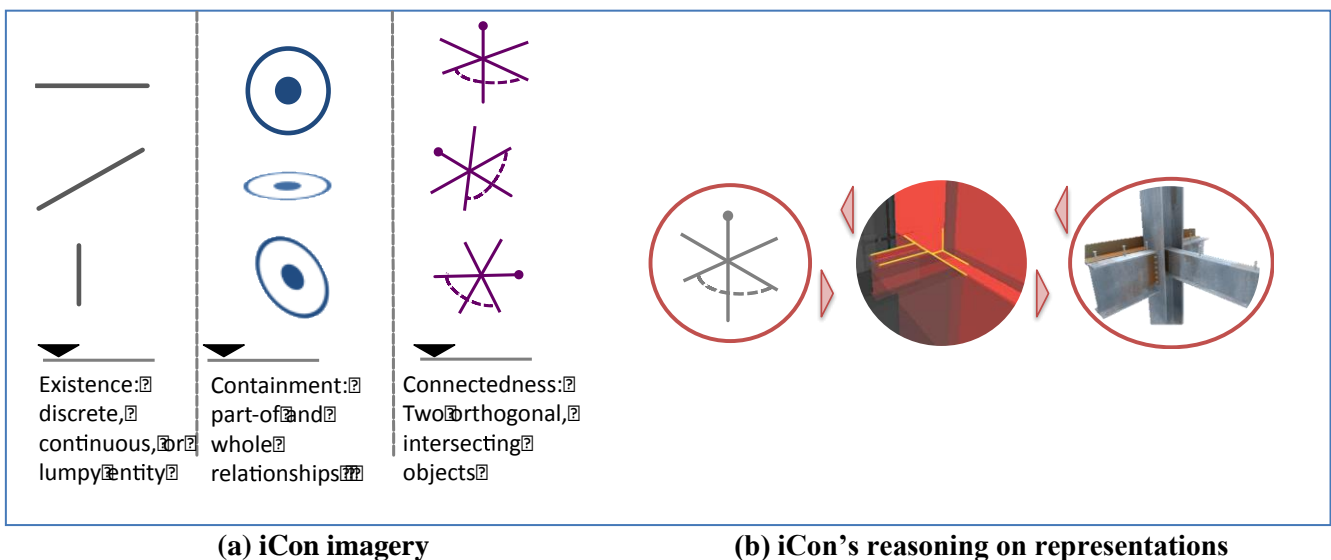 Existence:⍰
discrete,⍰
continuous,⍰or⍰
lumpy⍰entity⍰
Containment:⍰
part-of⍰and⍰
whole⍰
relationships⍰⍰
Connectedness:⍰
Two⍰orthogonal,⍰
intersecting⍰
objects⍰
(a) iCon imagery
(b) iCon’s reasoning on representations